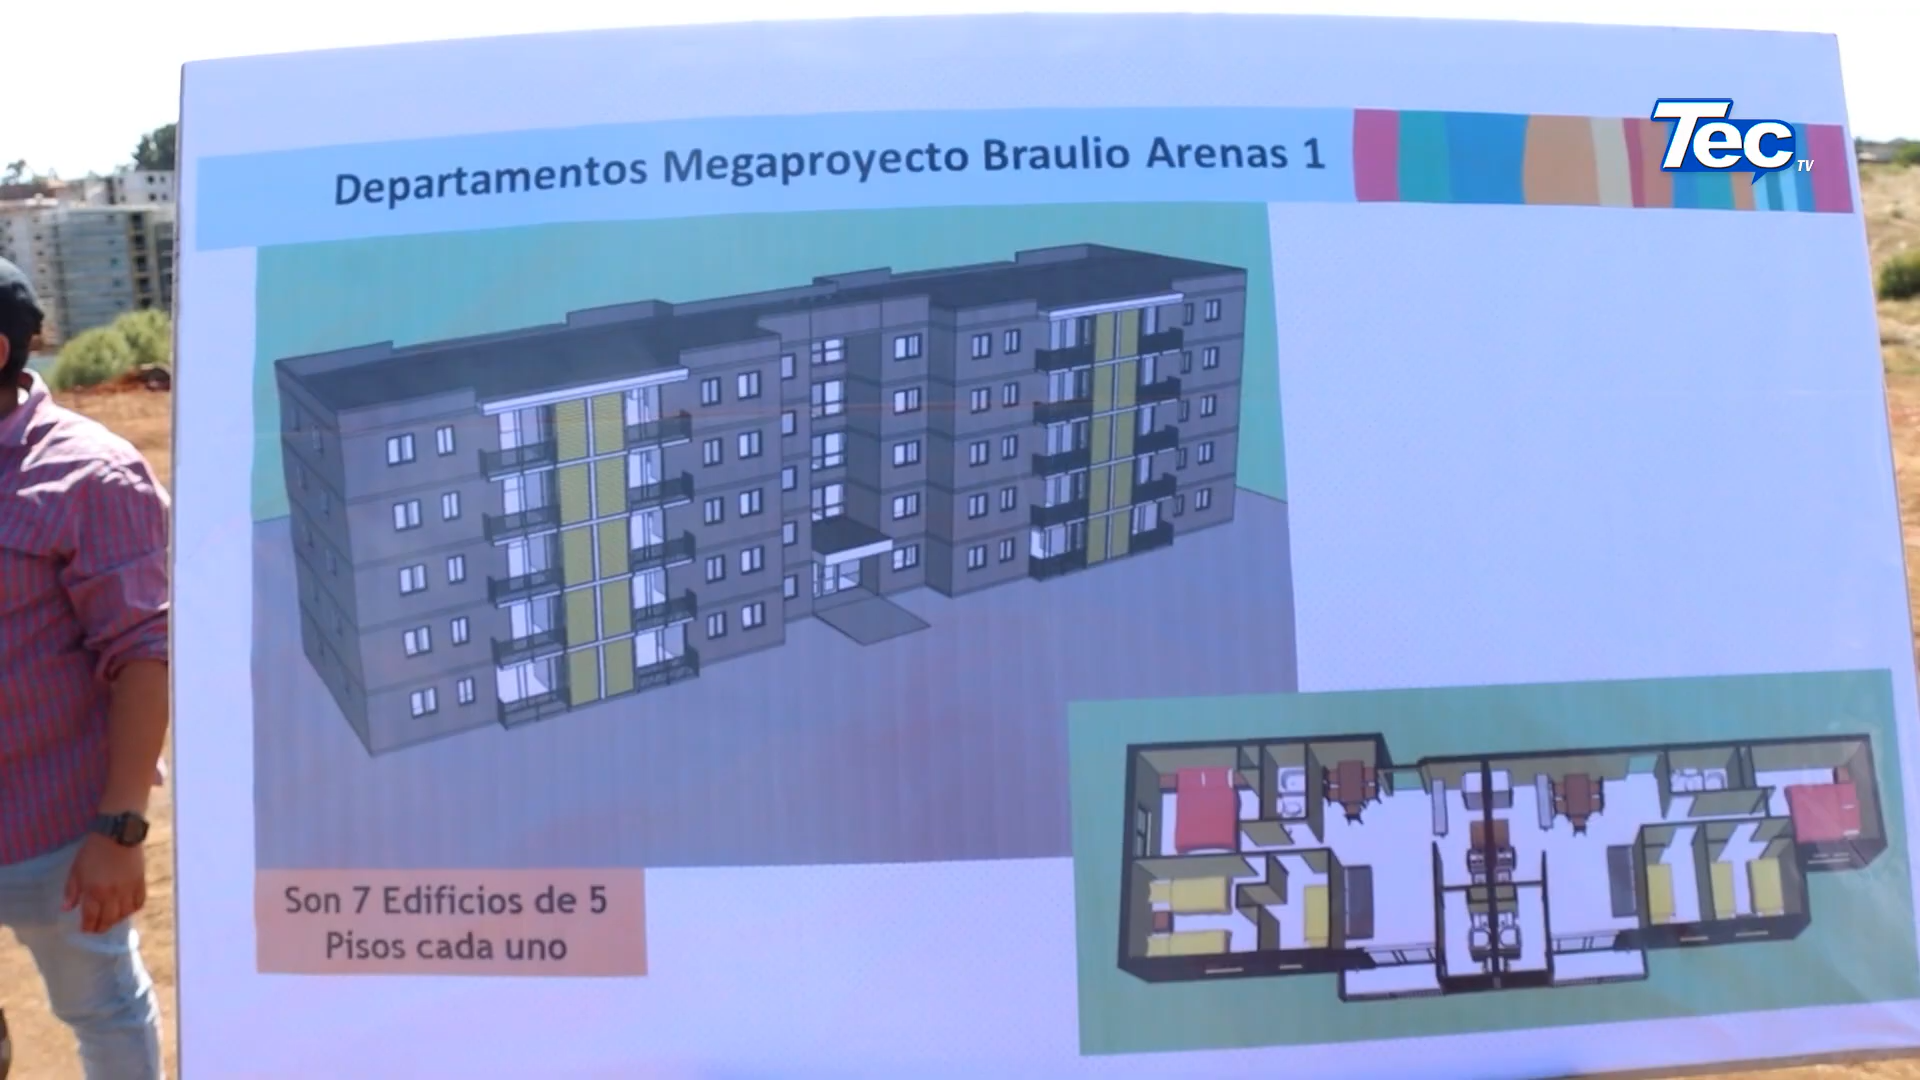 Tec TV
Departamentos Megaproyecto Braulio Arenas 1
Son 7 Edificios de 5
Pisos cada uno